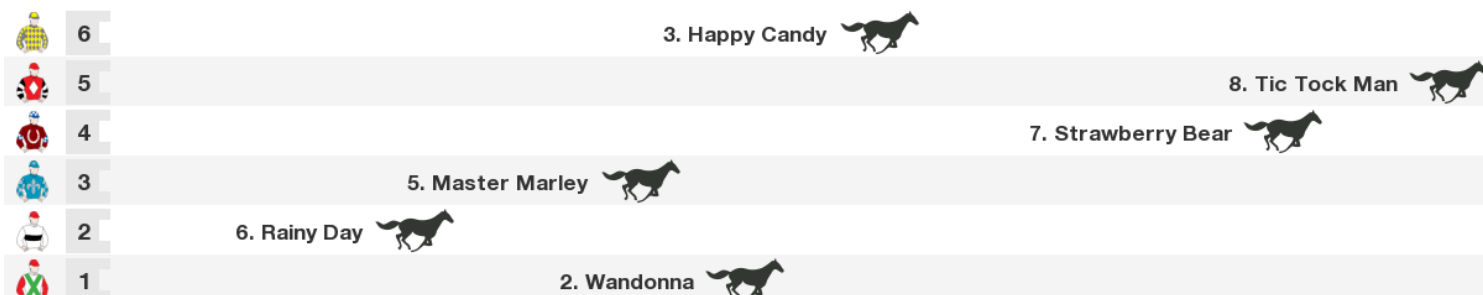 6 3. Happy Candy
5 8. Tic Tock Man
4 7. Strawberry Bear
3 5. Master Marley
2 6. Rainy Day
1 2. Wandonna